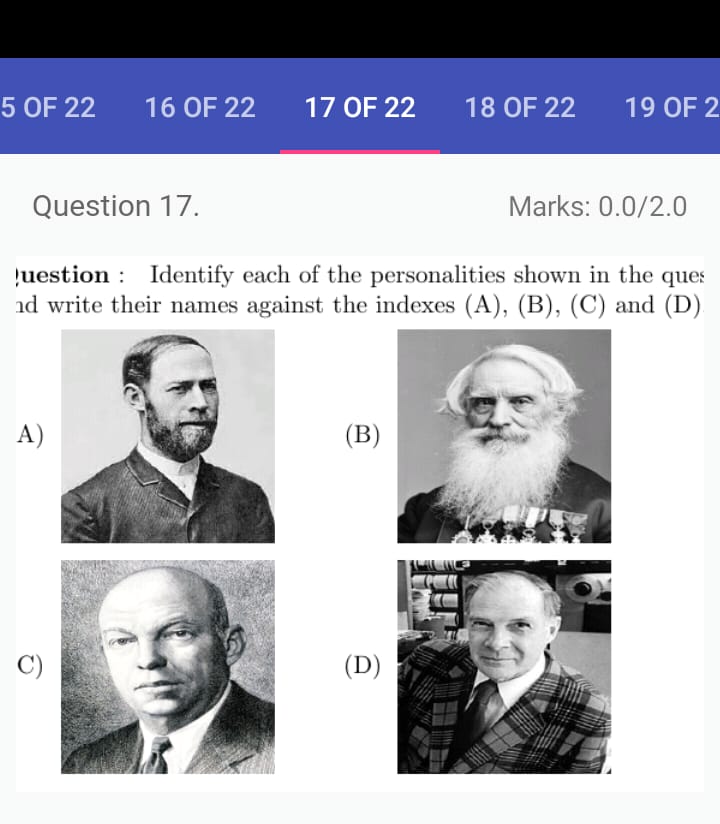 5 OF 22 16 OF 22 17 OF 22 18 OF 22 19 OF 2
Question 17. Marks: 0.0/2.0
uestion : Identify each of the personalities shown in the ques
nd write their names against the indexes (A), (B), (C) and (D)
A) (B)
C) (D)